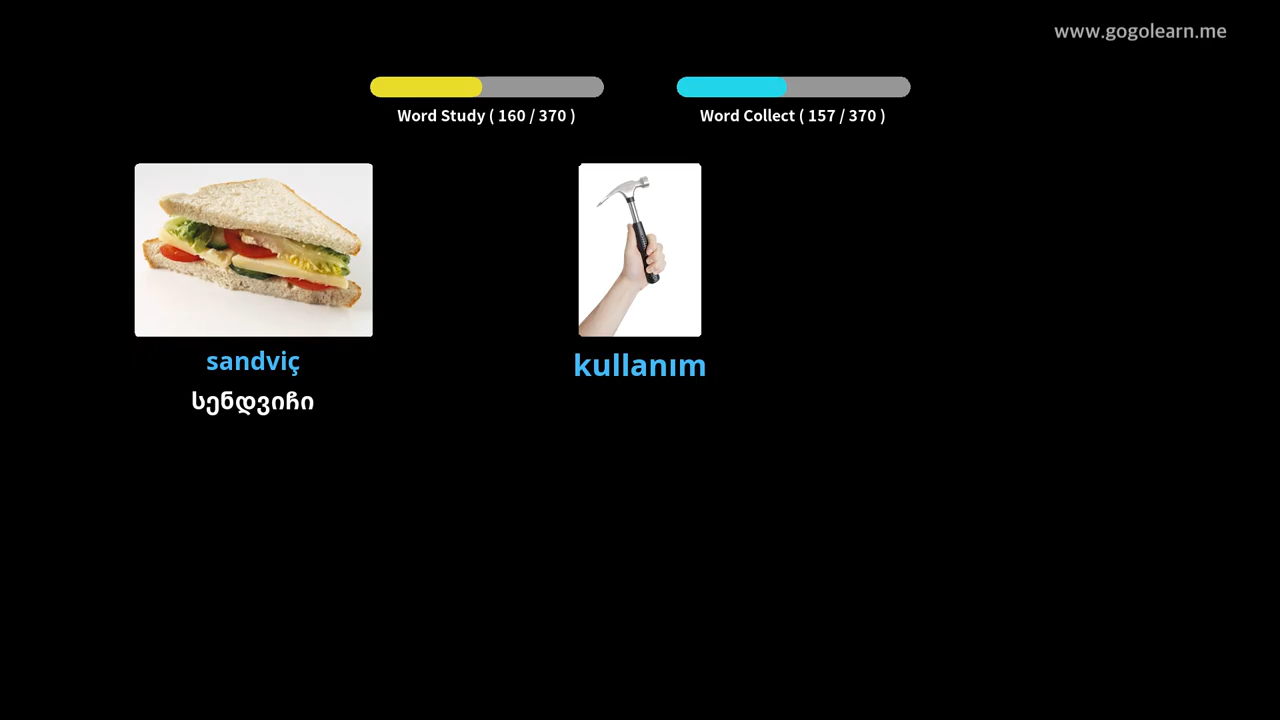 www.gogolearn.me
Word Study ( 160 / 370 )
Word Collect ( 157 / 370 )
sandviç
სენდვიჩი
kullanım